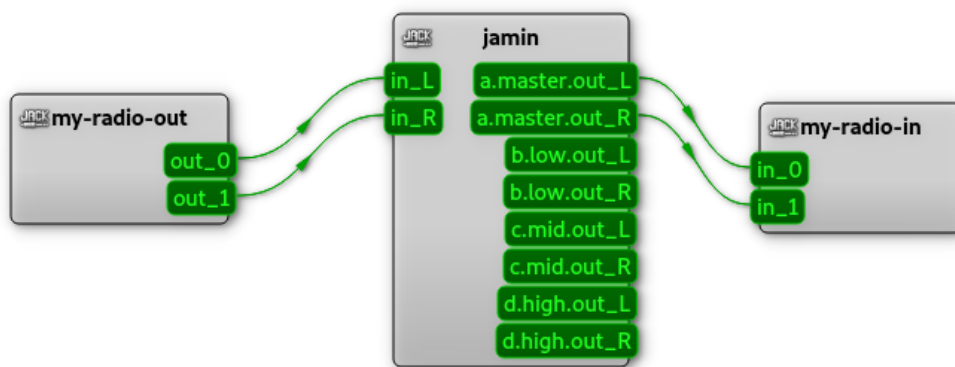 JACK my-radio-out
out_0
out_1
JACK jamin
in_L
in_R
a.master.out_L
a.master.out_R
b.low.out_L
b.low.out_R
c.mid.out_L
c.mid.out_R
d.high.out_L
d.high.out_R
JACK my-radio-in
in_0
in_1